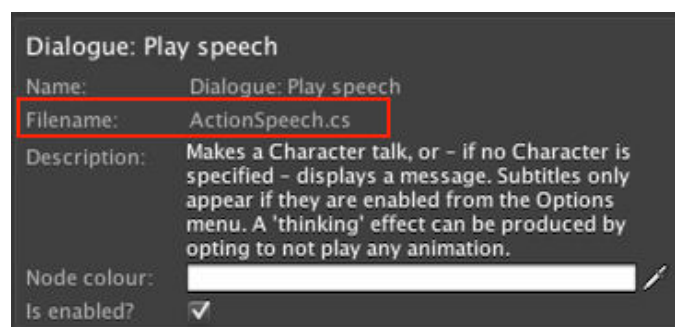 Dialogue: Play speech
Name: Dialogue: Play speech
Filename: ActionSpeech.cs
Description: Makes a Character talk, or – if no Character is
specified – displays a message. Subtitles only
appear if they are enabled from the Options
menu. A 'thinking' effect can be produced by
opting to not play any animation.
Node colour:
Is enabled?